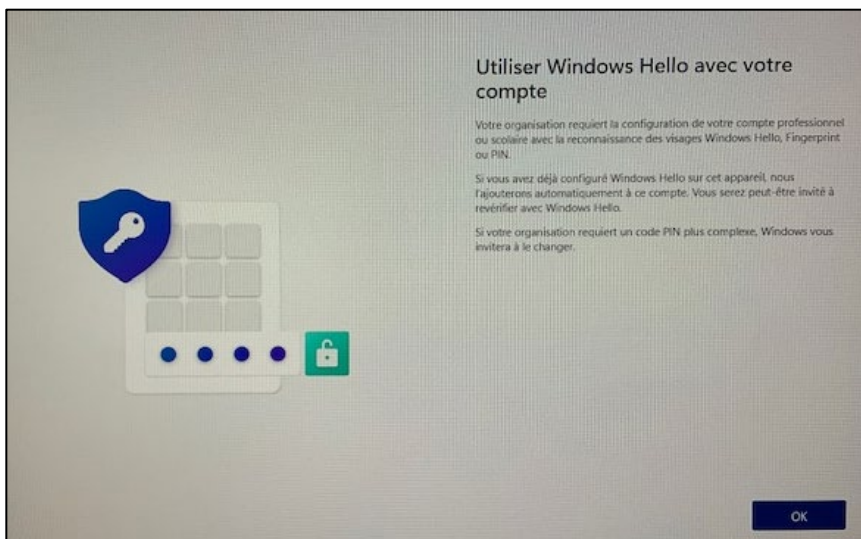 Utiliser Windows Hello avec votre
compte
Votre organisation requiert la configuration de votre compte professionnel
ou scolaire avec la reconnaissance des visages Windows Hello, Fingerprint
ou PIN.
Si vous avez déjà configuré Windows Hello sur cet appareil, nous
l'ajouterons automatiquement à ce compte. Vous serez peut-être invité à
revérifier avec Windows Hello.
Si votre organisation requiert un code PIN plus complexe, Windows vous
invitera à le changer.
OK